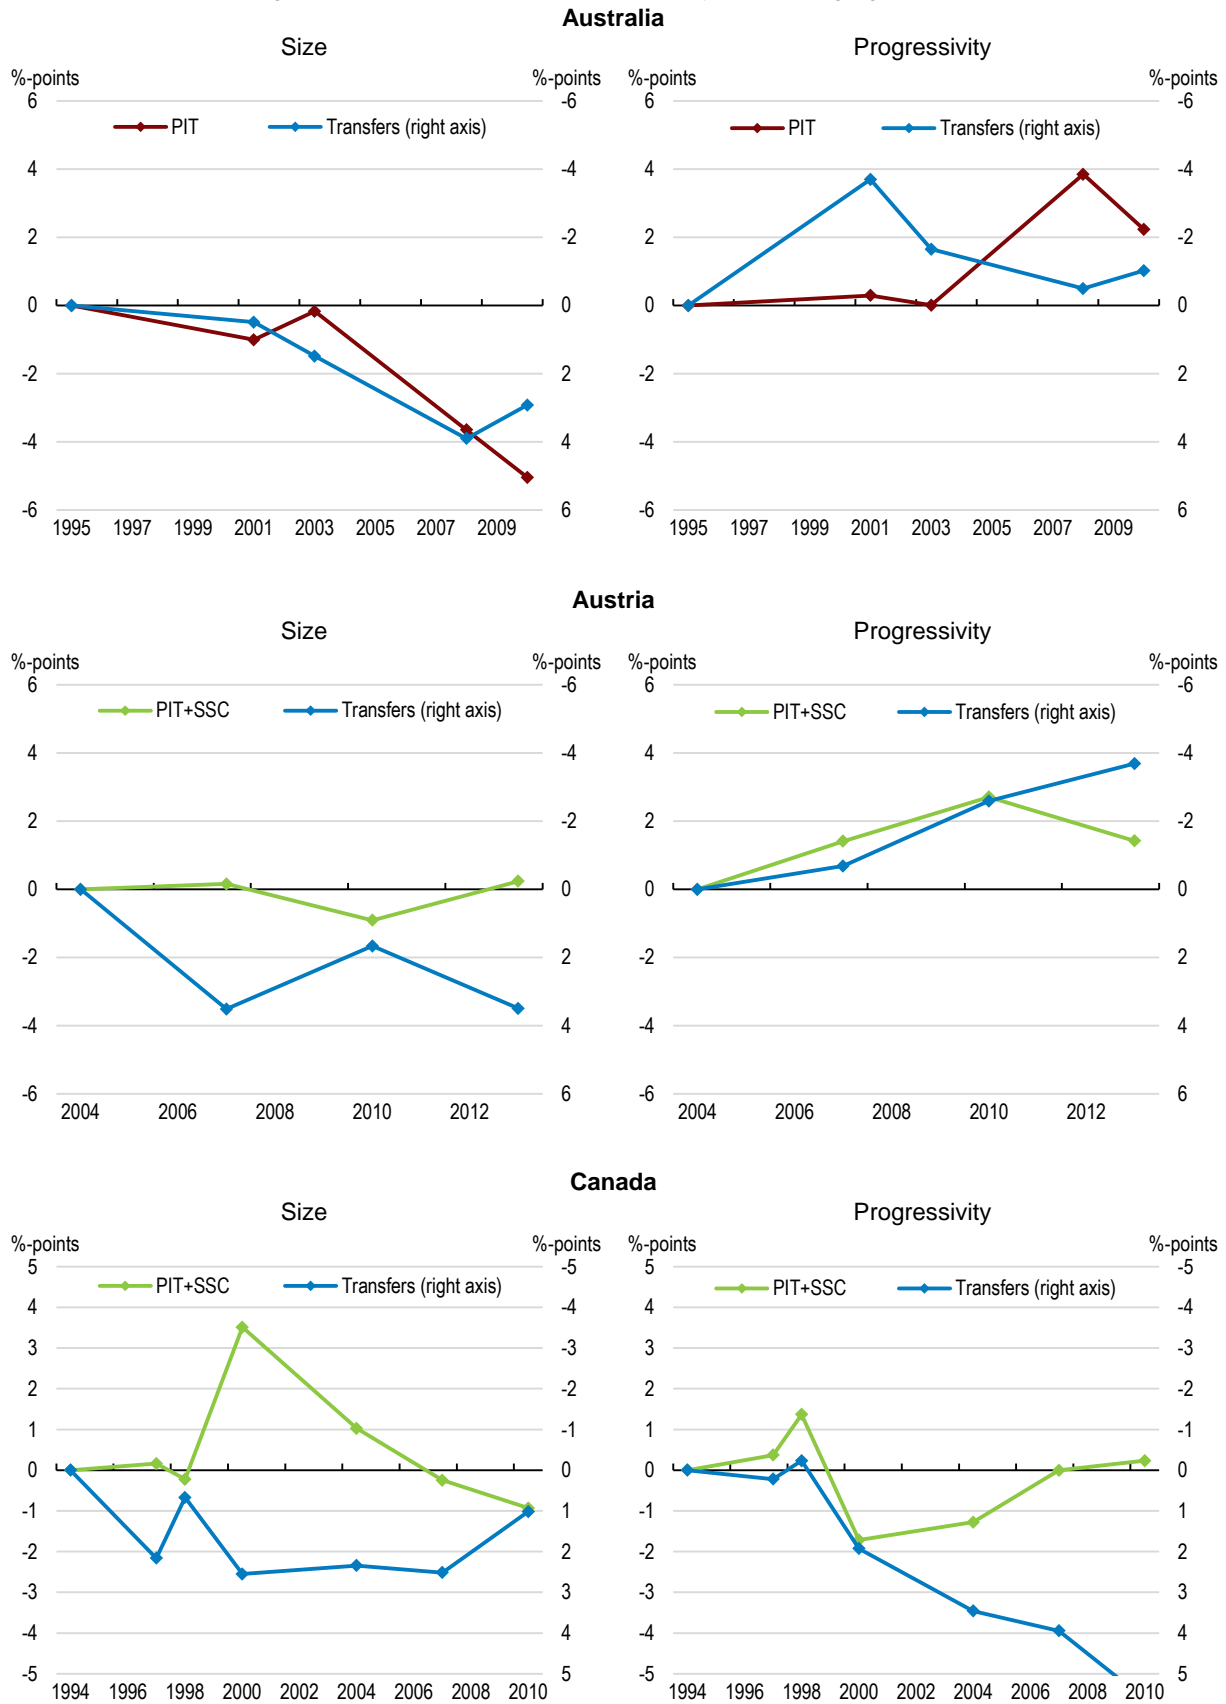 Australia
Size
Progressivity
%-points %-points %-points %-points
6 -6 6 -6
PIT Transfers (right axis) PIT Transfers (right axis)
4 -4 4 -4
2 -2 2 -2
0 0 0 0
-2 2 -2 2
-4 4 -4 4
-6 6 -6 6
1995 1997 1999 2001 2003 2005 2007 2009 1995 1997 1999 2001 2003 2005 2007 2009
Austria
Size
Progressivity
%-points %-points %-points %-points
6 -6 6 -6
PIT+SSC Transfers (right axis) PIT+SSC Transfers (right axis)
4 -4 4 -4
2 -2 2 -2
0 0 0 0
-2 2 -2 2
-4 4 -4 4
-6 6 -6 6
2004 2006 2008 2010 2012 2004 2006 2008 2010 2012
Canada
Size
Progressivity
%-points %-points %-points %-points
5 -5 5 -5
PIT+SSC Transfers (right axis) PIT+SSC Transfers (right axis)
4 -4 4 -4
3 -3 3 -3
2 -2 2 -2
1 -1 1 -1
0 0 0 0
-1 1 -1 1
-2 2 -2 2
-3 3 -3 3
-4 4 -4 4
-5 5 -5 5
1994 1996 1998 2000 2002 2004 2006 2008 2010 1994 1996 1998 2000 2002 2004 2006 2008 2010